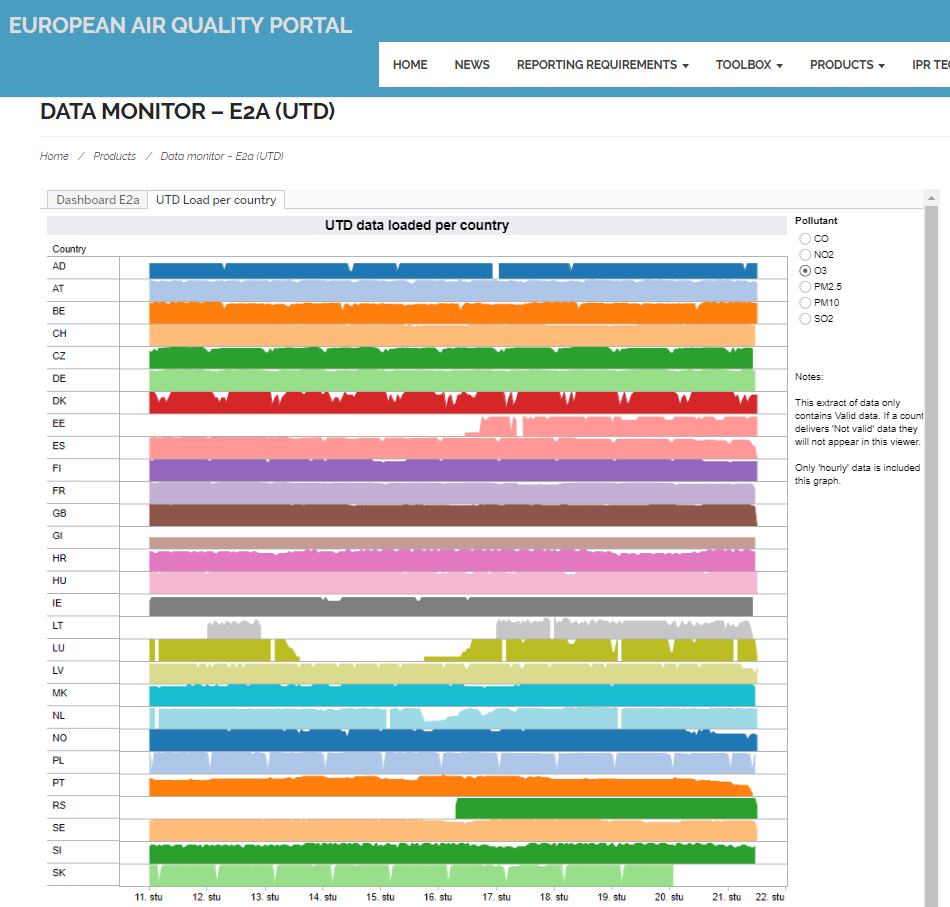 EUROPEAN AIR QUALITY PORTAL
HOME NEWS REPORTING REQUIREMENTS TOOLBOX PRODUCTS IPR TEC
DATA MONITOR – E2A (UTD)
Home / Products / Data monitor – E2a (UTD)
Dashboard E2a UTD Load per country
UTD data loaded per country
Country
AD
AT
BE
CH
CZ
DE
DK
EE
ES
FI
FR
GB
GI
HR
HU
IE
LT
LU
LV
MK
NL
NO
PL
PT
RS
SE
SI
SK
11. stu 12. stu 13. stu 14. stu 15. stu 16. stu 17. stu 18. stu 19. stu 20. stu 21. stu 22. stu
Pollutant
CO
NO2
O3
PM2.5
PM10
SO2
Notes:
This extract of data only
contains Valid data. If a count
delivers 'Not valid' data they
will not appear in this viewer.
Only 'hourly' data is included
this graph.